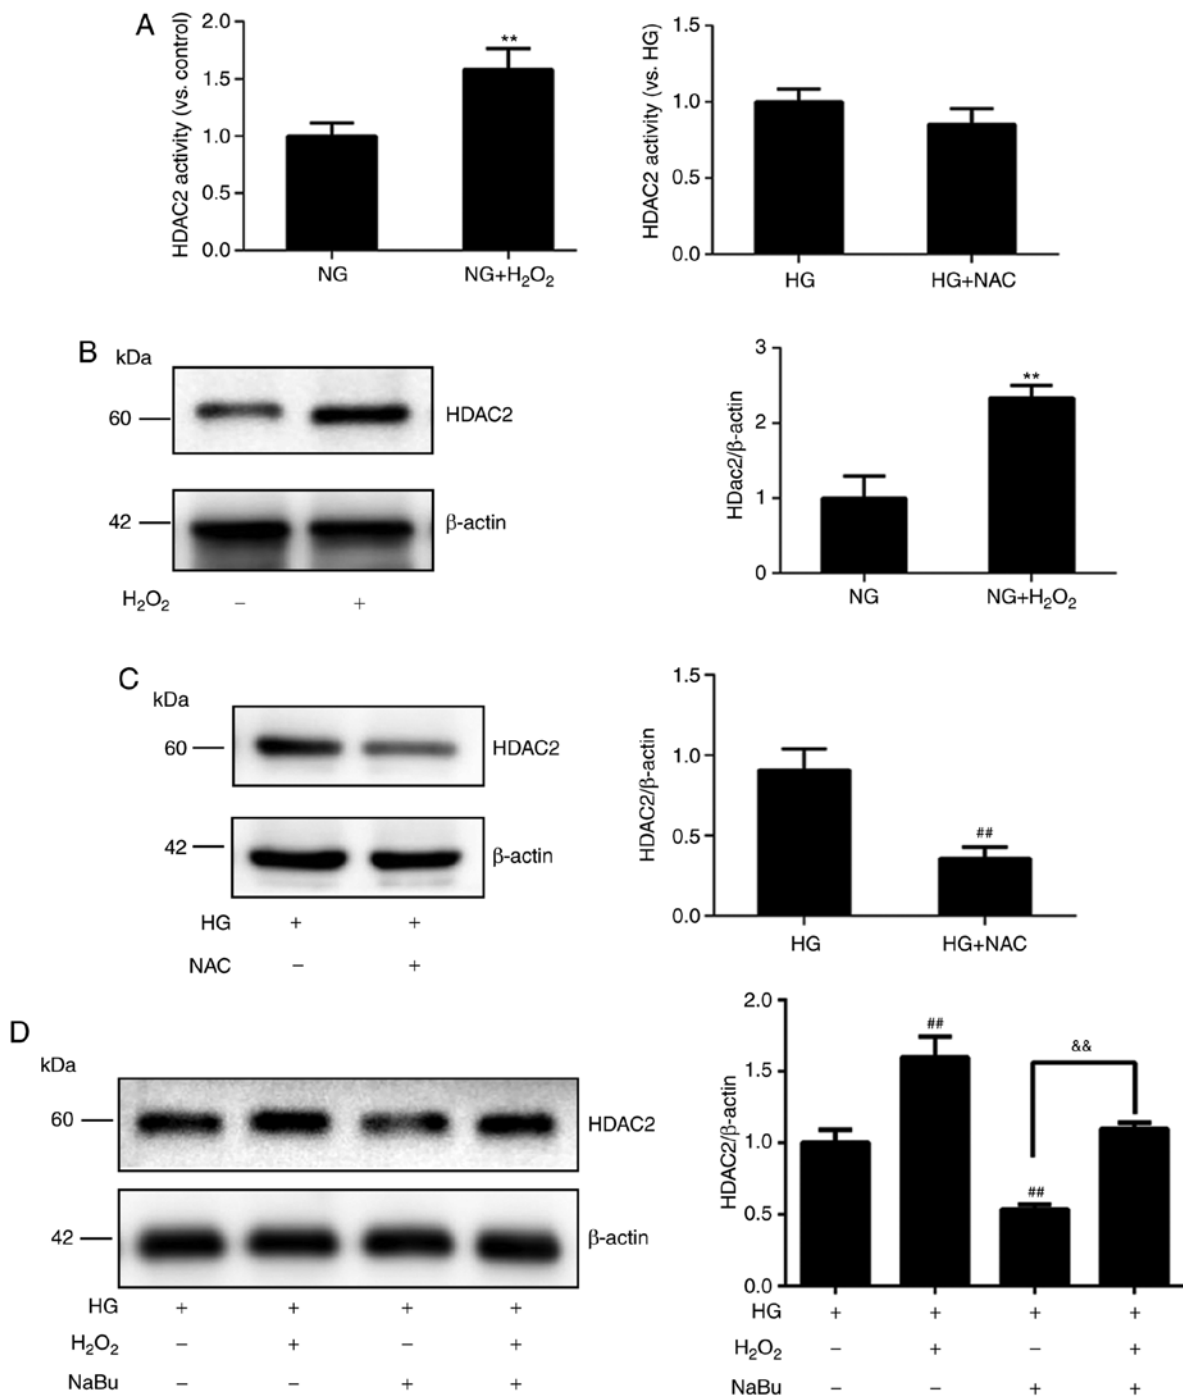 A
HDAC2 activity (vs. control)
2.0
1.5
1.0
0.5
0.0
**
NG
NG+H₂O₂
HDAC2 activity (vs. HG)
1.5
1.0
0.5
0.0
HG
HG+NAC
B
kDa
60
HDAC2
42
β-actin
H₂O₂
– +
HDac2/β-actin
3
2
1
0
**
NG
NG+H₂O₂
C
kDa
60
HDAC2
42
β-actin
HG + +
NAC – +
HDAC2/β-actin
1.5
1.0
0.5
0.0
##
HG
HG+NAC
D
kDa
60
HDAC2
42
β-actin
HG + + + +
H₂O₂ – + – +
NaBu – – + +
HDAC2/β-actin
2.0
1.5
1.0
0.5
0.0
##
##
&&
HG + + + +
H₂O₂ – + – +
NaBu – – + +